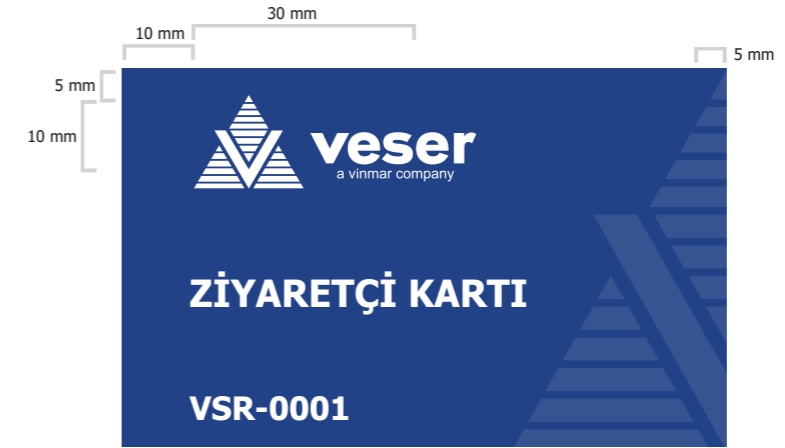 30 mm
10 mm
5 mm
5 mm
10 mm
veser
a vinmar company
ZİYARETÇİ KARTI
VSR-0001